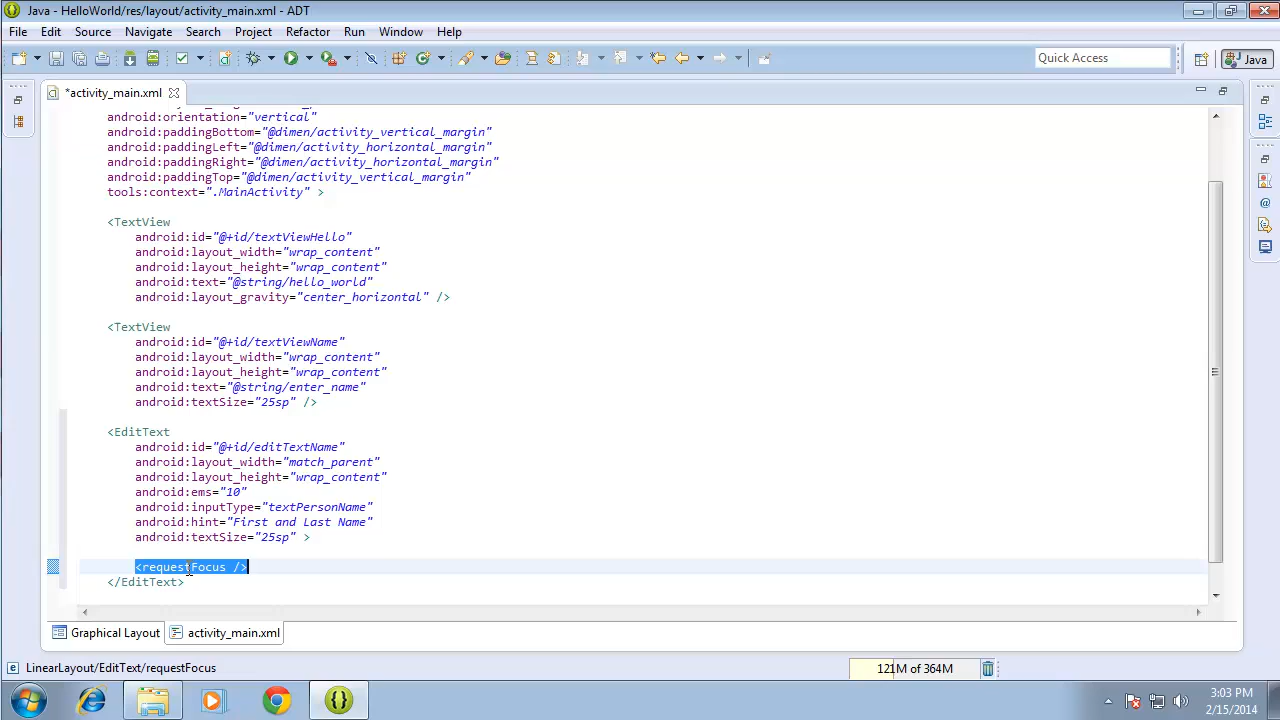 Java - HelloWorld/res/layout/activity_main.xml - ADT
File Edit Source Refactor Navigate Search Project Refactor Run Window Help
Quick Access
Java
*activity_main.xml
android:orientation="vertical"
android:paddingBottom="@dimen/activity_vertical_margin"
android:paddingLeft="@dimen/activity_horizontal_margin"
android:paddingRight="@dimen/activity_horizontal_margin"
android:paddingTop="@dimen/activity_vertical_margin"
tools:context=".MainActivity" >
<TextView
android:id="@+id/textViewHello"
android:layout_width="wrap_content"
android:layout_height="wrap_content"
android:text="@string/hello_world"
android:layout_gravity="center_horizontal" />
<TextView
android:id="@+id/textViewName"
android:layout_width="wrap_content"
android:layout_height="wrap_content"
android:text="@string/enter_name"
android:textSize="25sp" />
<EditText
android:id="@+id/editTextName"
android:layout_width="match_parent"
android:layout_height="wrap_content"
android:ems="10"
android:inputType="textPersonName"
android:hint="First and Last Name"
android:textSize="25sp" >
<requestFocus />
</EditText>
Graphical Layout activity_main.xml
LinearLayout/EditText/requestFocus
121M of 364M
3:03 PM
2/15/2014